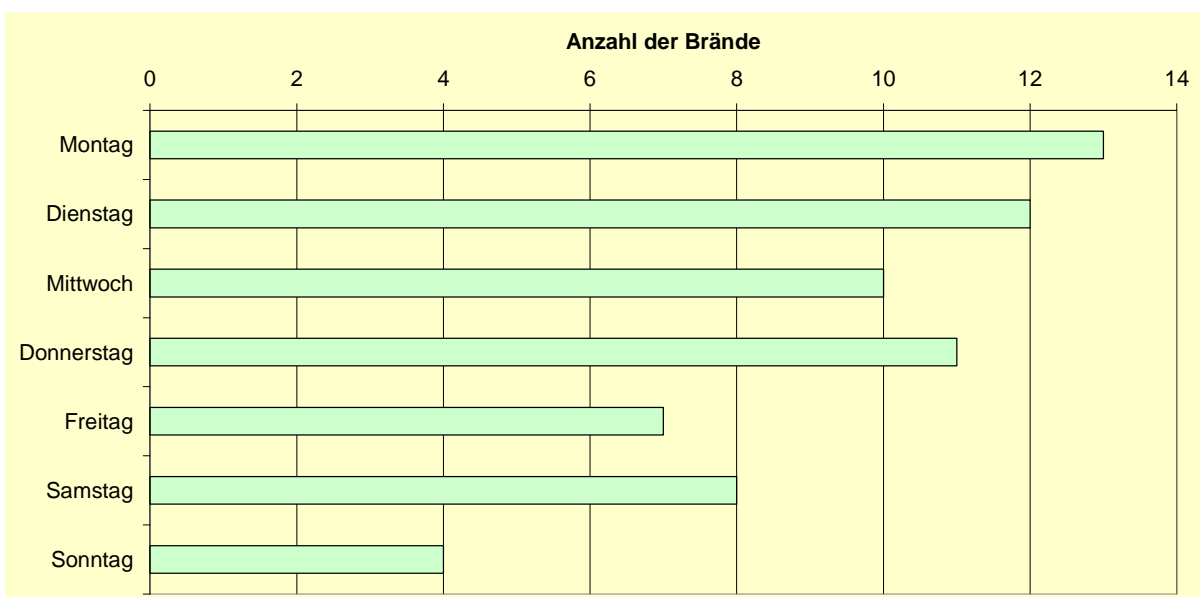 Anzahl der Brände
0 2 4 6 8 10 12 14
Montag
Dienstag
Mittwoch
Donnerstag
Freitag
Samstag
Sonntag